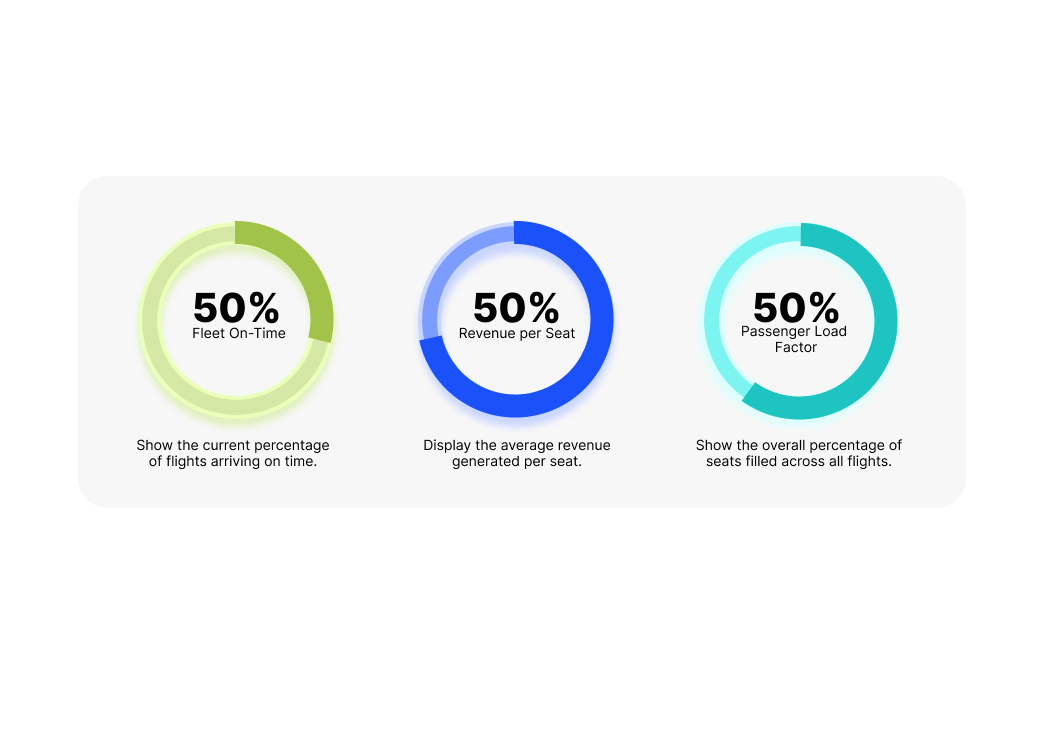 50%
Fleet On-Time
Show the current percentage
of flights arriving on time.
50%
Revenue per Seat
Display the average revenue
generated per seat.
50%
Passenger Load
Factor
Show the overall percentage of
seats filled across all flights.